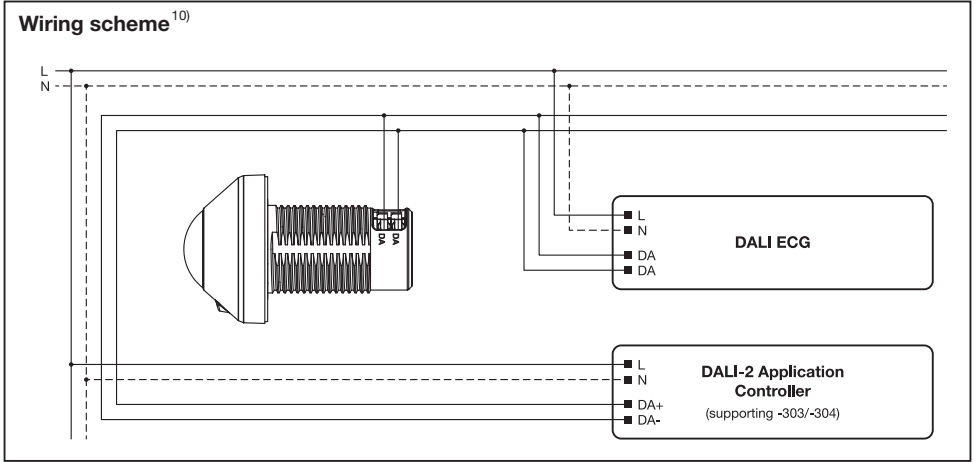 Wiring scheme10)
L
N
DA
DA
L
N
DA
DA
DALI ECG
L
N
DA+
DA-
DALI-2 Application
Controller
(supporting -303/-304)